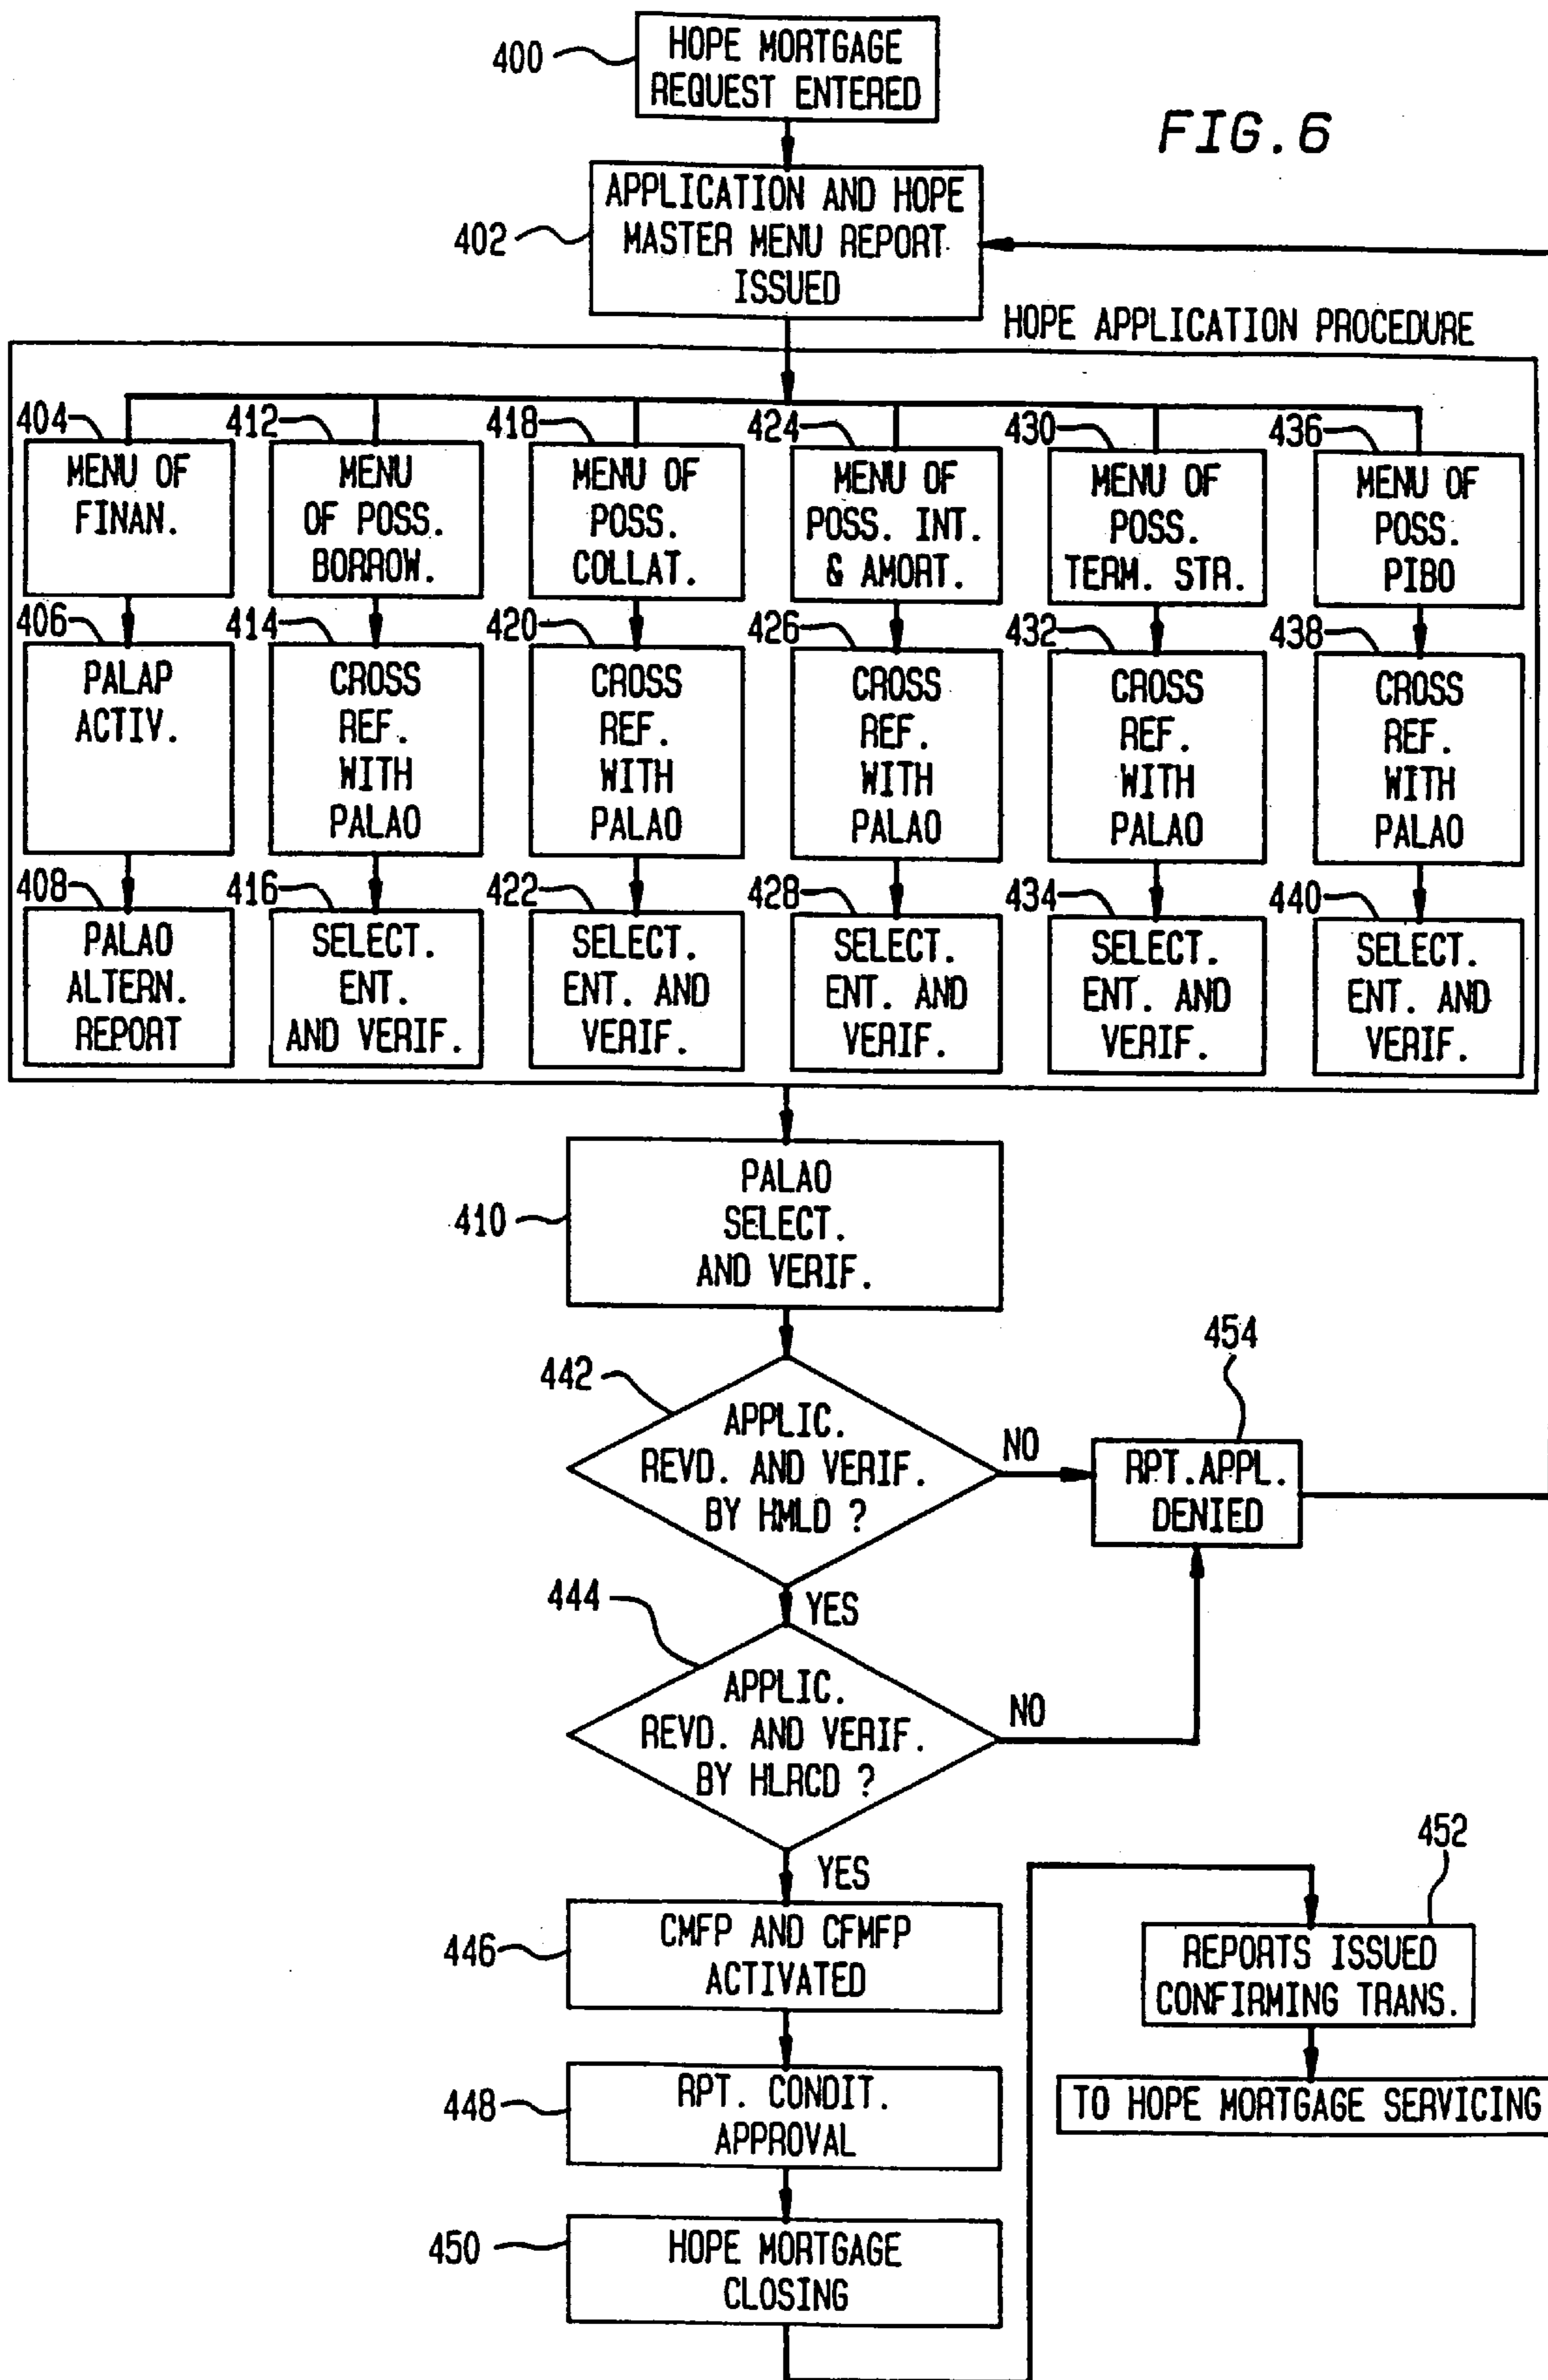 400
HOPE MORTGAGE
REQUEST ENTERED
FIG.6
402
APPLICATION AND HOPE
MASTER MENU REPORT
ISSUED
HOPE APPLICATION PROCEDURE
404
MENU OF
FINAN.
412
MENU
OF POSS.
BORROW.
418
MENU OF
POSS.
COLLAT.
424
MENU OF
POSS. INT.
& AMORT.
430
MENU OF
POSS.
TERM. STR.
436
MENU OF
POSS.
PIBO
406
PALAP
ACTIV.
414
CROSS
REF.
WITH
PALAO
420
CROSS
REF.
WITH
PALAO
426
CROSS
REF.
WITH
PALAO
432
CROSS
REF.
WITH
PALAO
438
CROSS
REF.
WITH
PALAO
408
PALAO
ALTERN.
REPORT
416
SELECT.
ENT.
AND VERIF.
422
SELECT.
ENT. AND
VERIF.
428
SELECT.
ENT. AND
VERIF.
434
SELECT.
ENT. AND
VERIF.
440
SELECT.
ENT. AND
VERIF.
410
PALAO
SELECT.
AND VERIF.
442
APPLIC.
REVD. AND VERIF.
BY HMLD ?
NO
454
RPT.APPL.
DENIED
YES
444
APPLIC.
REVD. AND VERIF.
BY HLRCD ?
NO
YES
446
CMFP AND CFMFP
ACTIVATED
448
RPT. CONDIT.
APPROVAL
450
HOPE MORTGAGE
CLOSING
452
REPORTS ISSUED
CONFIRMING TRANS.
TO HOPE MORTGAGE SERVICING